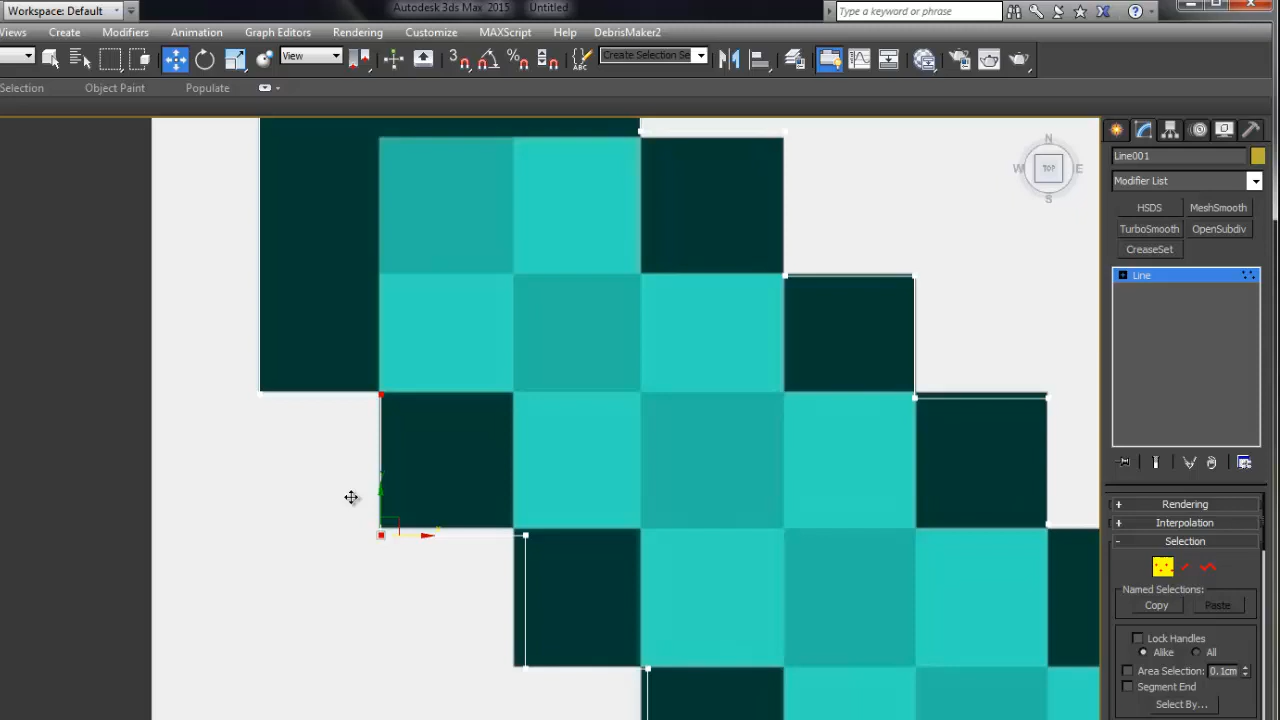 Workspace: Default
Autodesk 3ds Max 2015
Untitled
Type a keyword or phrase
Views
Create
Modifiers
Animation
Graph Editors
Rendering
Customize
MAXScript
Help
DebrisMaker2
View
3
%
ABC
Create Selection Se
Selection
Object Paint
Populate
N
W
TOP
E
S
Line001
Modifier List
HSDS
MeshSmooth
TurboSmooth
OpenSubdiv
CreaseSet
Line
+ Rendering
+ Interpolation
- Selection
Named Selections:
Copy
Paste
Lock Handles
Alike
All
Area Selection: 0.1cm
Segment End
Select By...